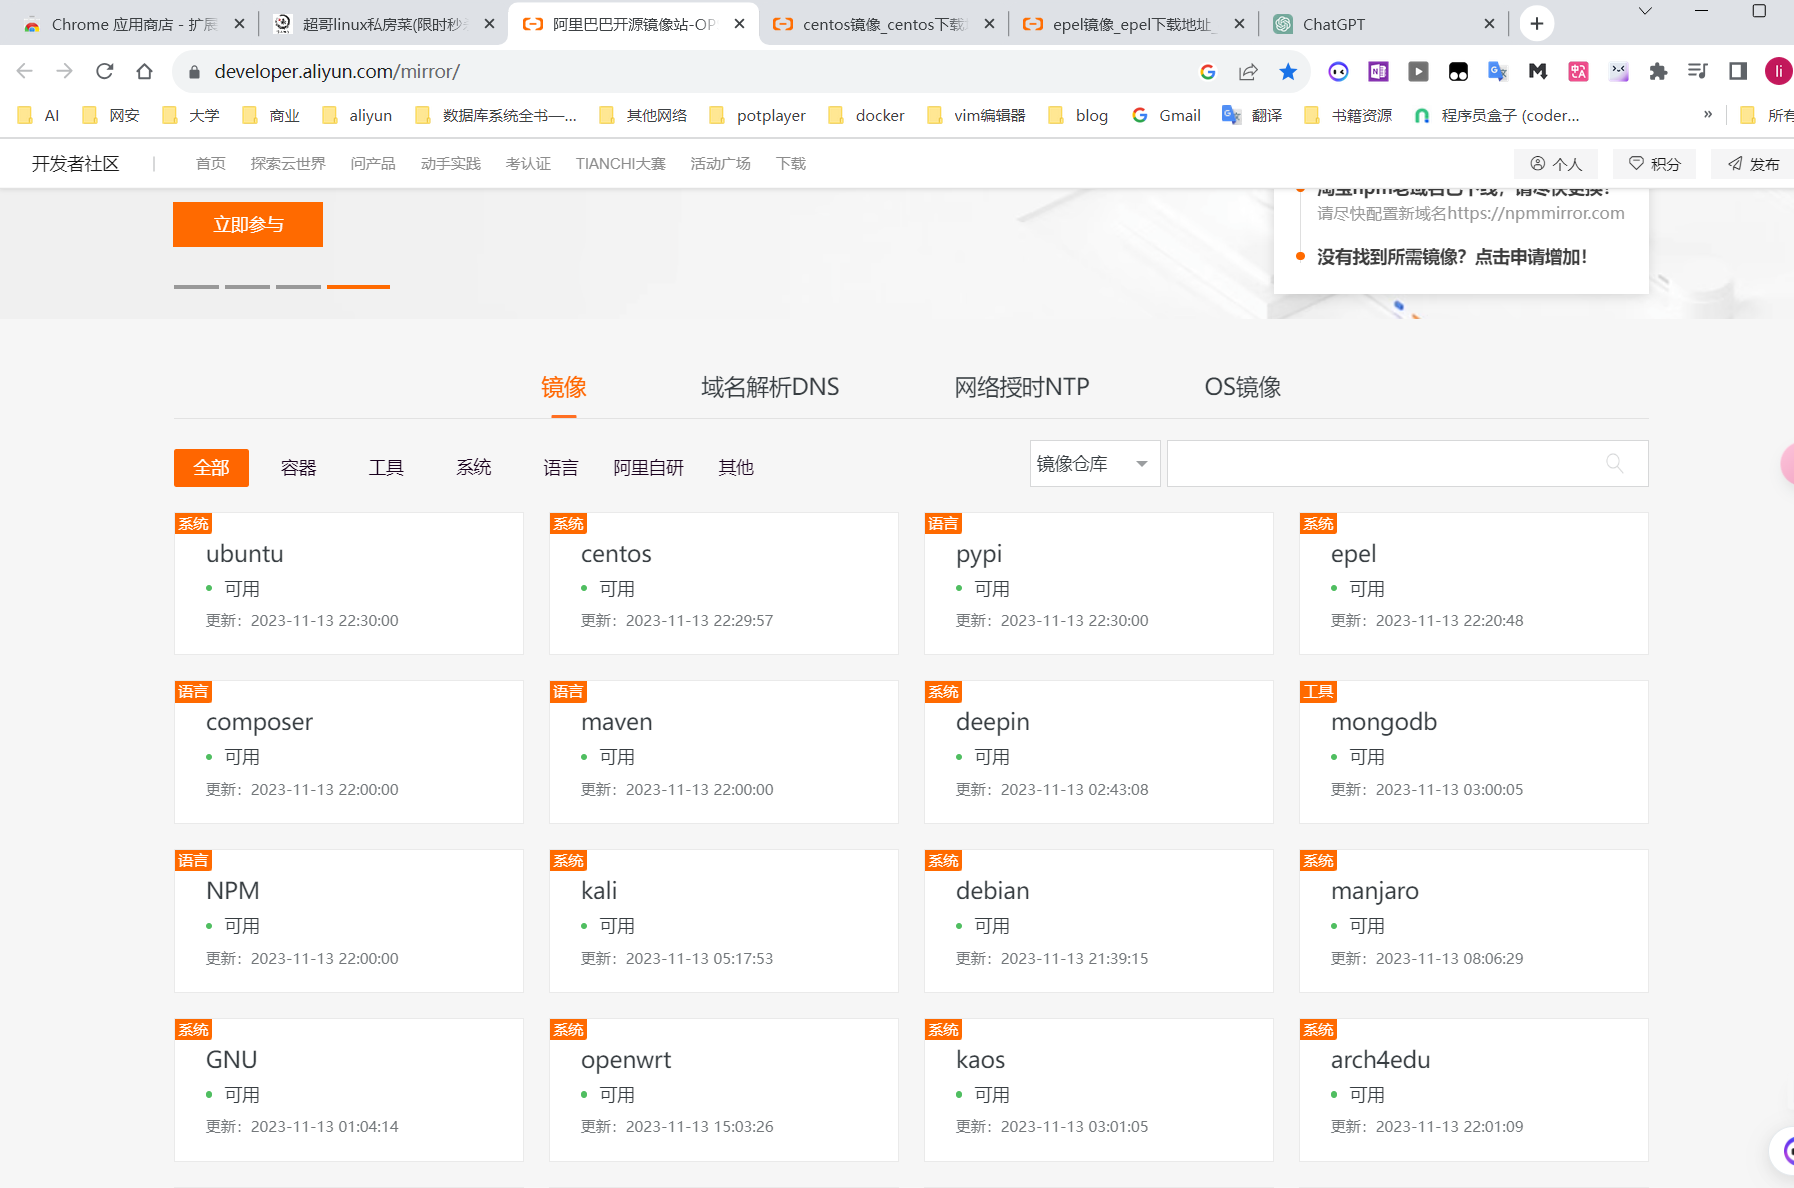 Chrome 应用商店 - 扩展
超哥linux私房菜(限时秒
阿里巴巴开源镜像站-OP
centos镜像_centos下载
epel镜像_epel下载地址_
ChatGPT
developer.aliyun.com/mirror/
li
AI
网安
大学
商业
aliyun
数据库系统全书—...
其他网络
potplayer
docker
vim编辑器
blog
Gmail
翻译
书籍资源
程序员盒子 (coder...
»
所有
开发者社区
首页
探索云世界
问产品
动手实践
考认证
TIANCHI大赛
活动广场
下载
个人
积分
发布
立即参与
淘宝npm老域名已下线，请尽快更换！
请尽快配置新域名https://npmmirror.com
没有找到所需镜像？点击申请增加！
镜像
域名解析DNS
网络授时NTP
OS镜像
全部
容器
工具
系统
语言
阿里自研
其他
镜像仓库
系统
ubuntu
可用
更新：2023-11-13 22:30:00
系统
centos
可用
更新：2023-11-13 22:29:57
语言
pypi
可用
更新：2023-11-13 22:30:00
系统
epel
可用
更新：2023-11-13 22:20:48
语言
composer
可用
更新：2023-11-13 22:00:00
语言
maven
可用
更新：2023-11-13 22:00:00
系统
deepin
可用
更新：2023-11-13 02:43:08
工具
mongodb
可用
更新：2023-11-13 03:00:05
语言
NPM
可用
更新：2023-11-13 22:00:00
系统
kali
可用
更新：2023-11-13 05:17:53
系统
debian
可用
更新：2023-11-13 21:39:15
系统
manjaro
可用
更新：2023-11-13 08:06:29
系统
GNU
可用
更新：2023-11-13 01:04:14
系统
openwrt
可用
更新：2023-11-13 15:03:26
系统
kaos
可用
更新：2023-11-13 03:01:05
系统
arch4edu
可用
更新：2023-11-13 22:01:09